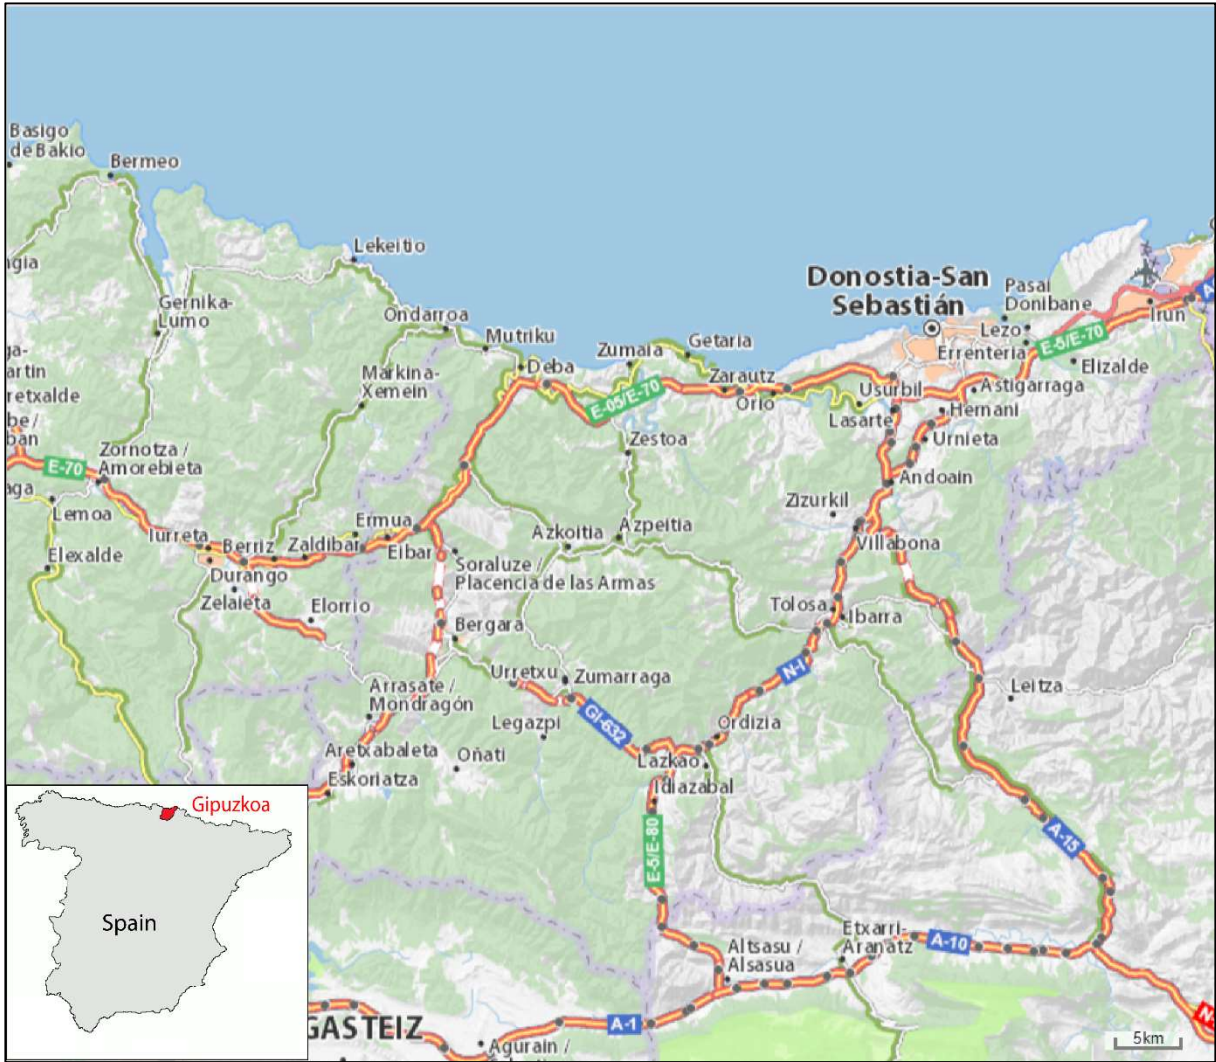 Basigo
de Bakio
Bermeo
Lekeitio
Gernika-
Lumo
Ondarroa
Mutriku
Deba
Zumaia
Getaria
Donostia-San
Sebastián
Pasai
Donibane
Lezo
Irun
E-5/E-70
Errenteria
Elizalde
Markina-
Xemein
Zarautz
Orio
Usurbil
Astigarraga
E-05/E-70
Lasarte
Hernani
Urnieta
Zestoa
Zornotza /
Amorebieta
E-70
Andoain
Lemoa
Zizurkil
Ermua
Azkoitia
Azpeitia
Iurreta
Berriz
Zaldibar
Eibar
Villabona
Elexalde
Durango
Soraluze /
Placencia de las Armas
Zelaieta
Elorrio
Tolosa
Ibarra
Bergara
Urretxu
Zumarraga
N-I
Leitza
Arrasate /
Mondragón
Legazpi
GI-632
Ordizia
Aretxabaleta
Oñati
Lazkao
Eskoriatza
Idiazabal
Gipuzkoa
E-5/E-80
A-15
Spain
Etxarri-
Aranatz
A-10
Altsasu /
Alsasua
GASTEIZ
A-1
Agurain /
5km